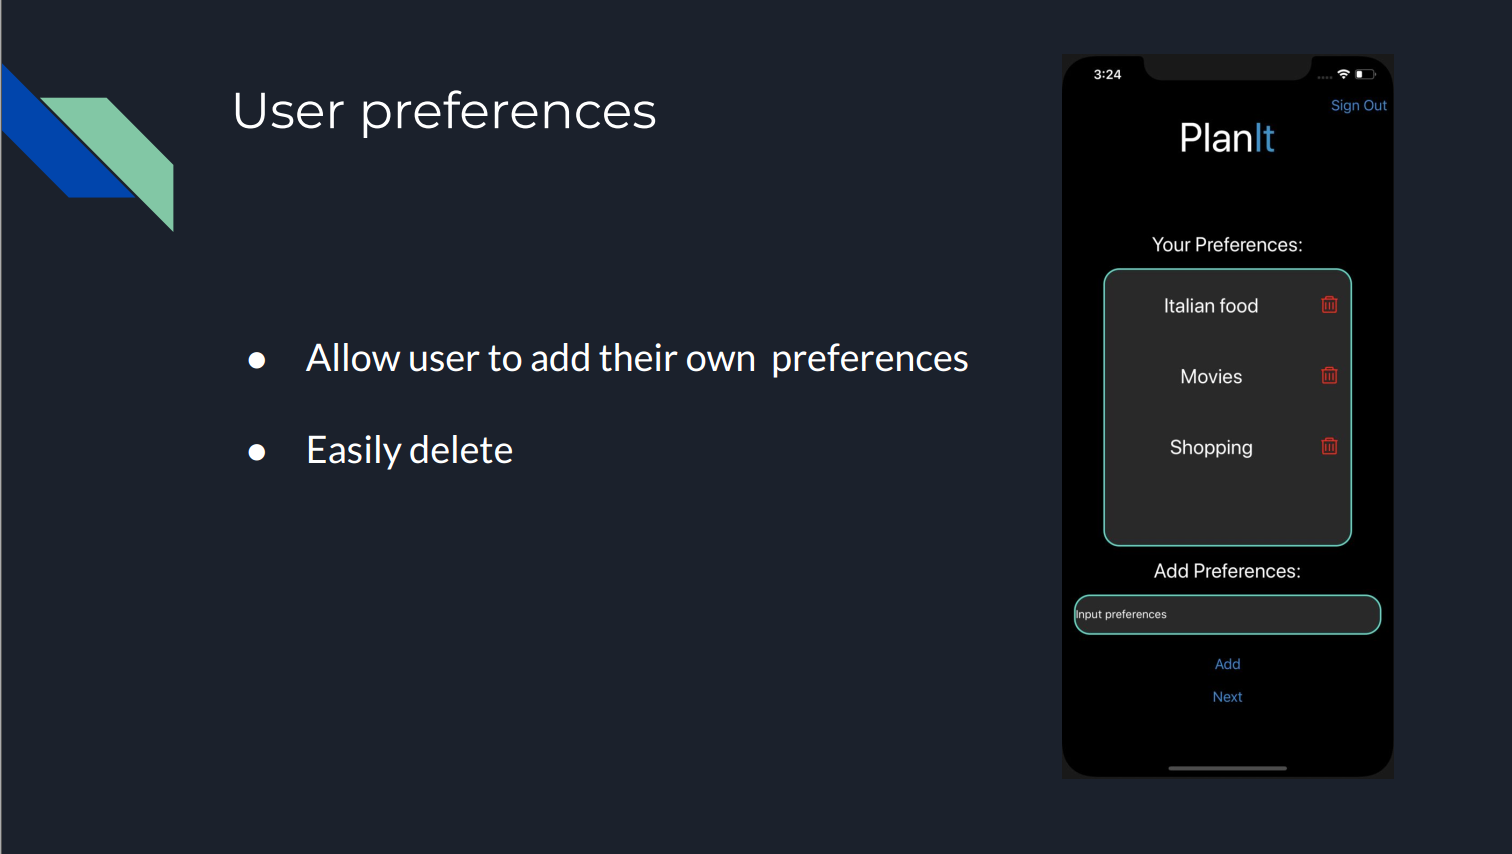 User preferences
● Allow user to add their own  preferences
● Easily delete
3:24
Sign Out
PlanIt
Your Preferences:
Italian food
Movies
Shopping
Add Preferences:
Input preferences
Add
Next